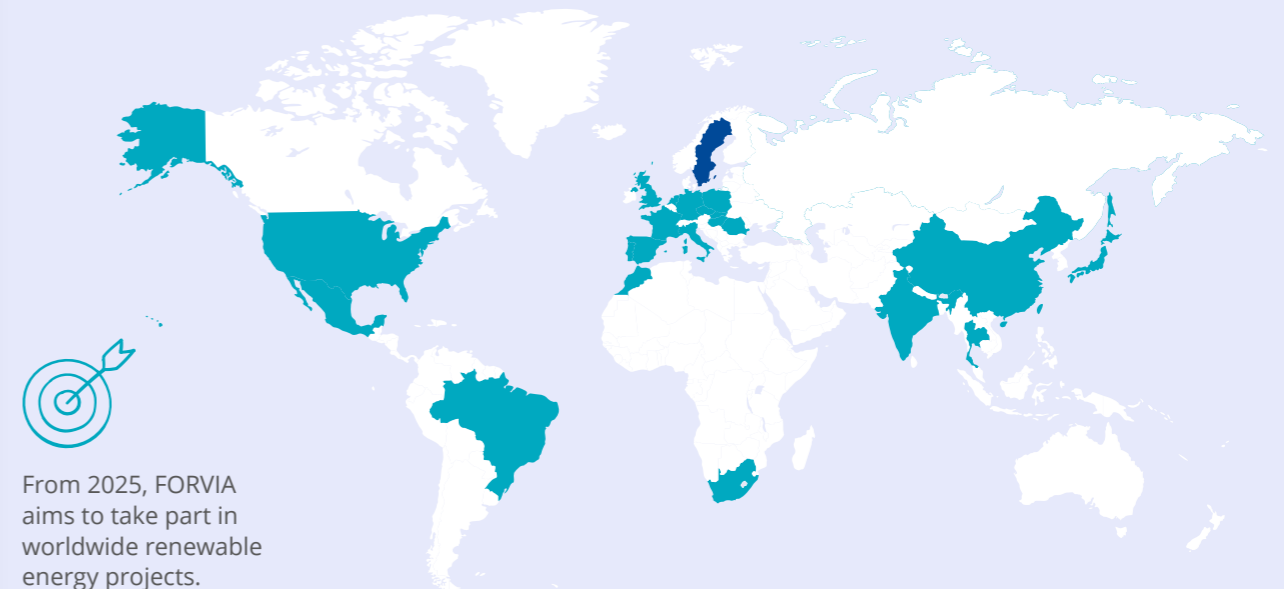 From 2025, FORVIA
aims to take part in
worldwide renewable
energy projects.